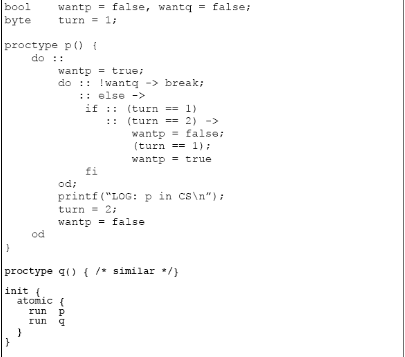 bool    wantp = false, wantq = false;
byte    turn = 1;
proctype p() {
    do ::
        wantp = true;
        do :: !wantq -> break;
           :: else ->
            if :: (turn == 1)
               :: (turn == 2) ->
                   wantp = false;
                   (turn == 1);
                   wantp = true
            fi
        od;
        printf("LOG: p in CS\n");
        turn = 2;
        wantp = false
    od
}
proctype q() { /* similar */}
init {
  atomic {
    run  p
    run  q
  }
}